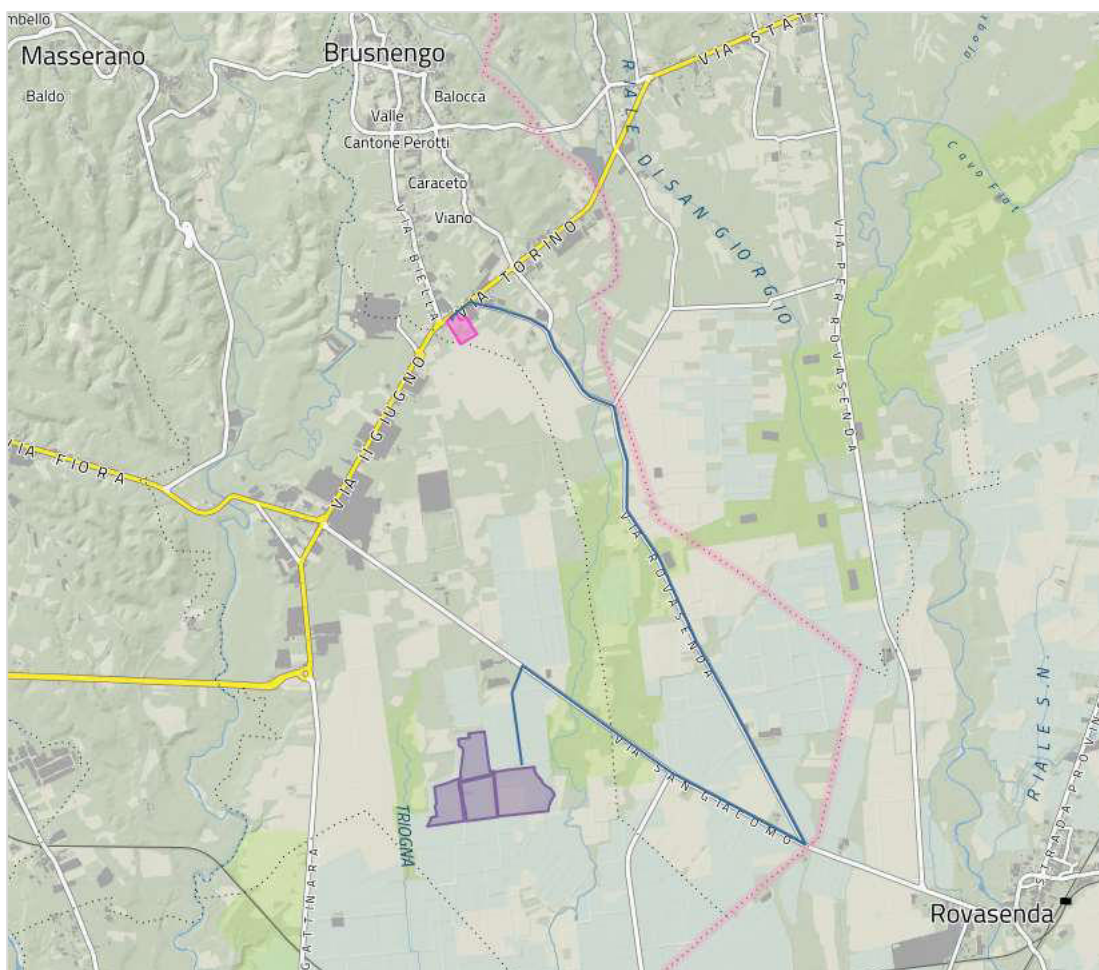 mbello
Masserano
Baldo
Brusnengo
Balocca
Valle
Cantone Perotti
Caraceto
Viano
VIA STAT
RIALE DI SAN GIORGIO
Cavo Fiat
VIA BIELLA
VIA TORINO
VIA PER ROVASENDA
VIA II GIUGNO
VIA FIORA
VIA ROVASENDA
VIA SAN GIACOMO
TRIOGNA
GATTINARA
RIALE S.N.
STRADA PROVIN
Rovasenda